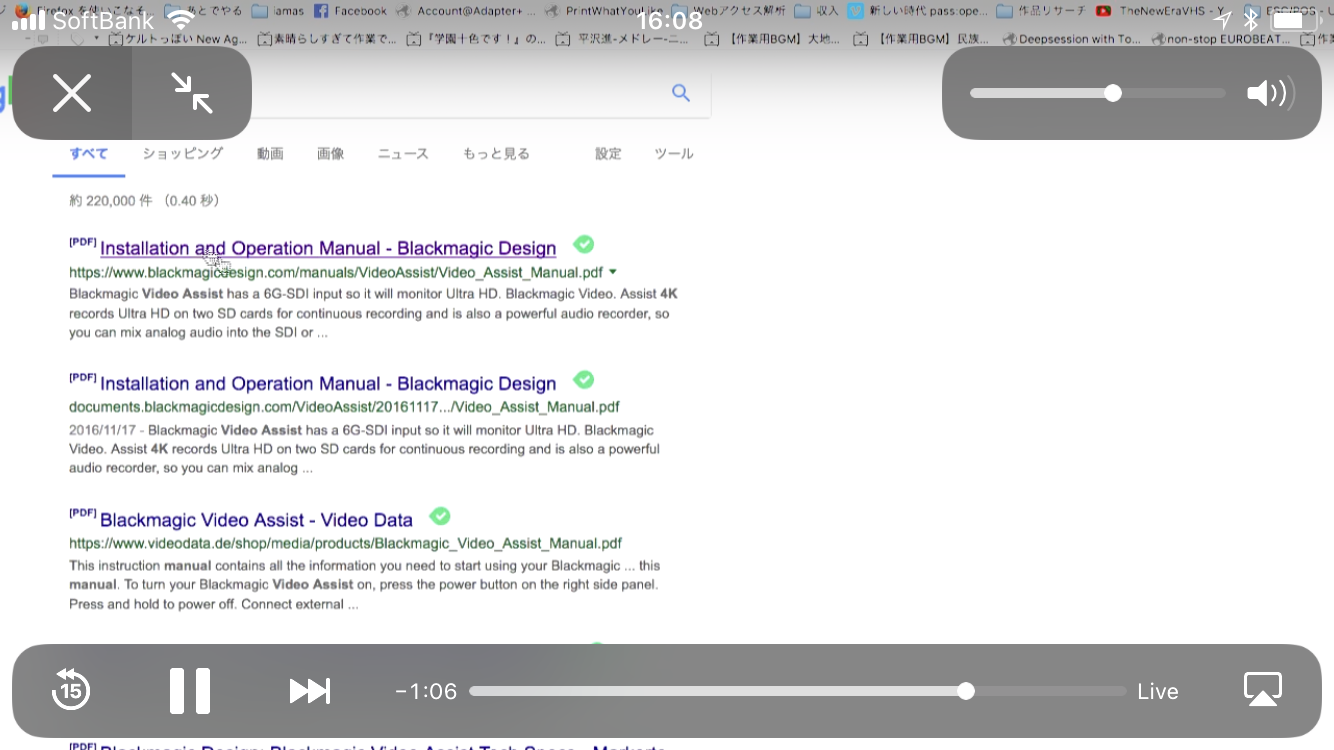 SoftBank 16:08
Firefox を使いこなそ... あとでやる iamas Facebook Account@Adapter+ ... PrintWhatYouLike Webアクセス解析 収入 新しい時代 pass:ope... 作品リサーチ TheNewEraVHS - Y...
ケルトっぽい New Ag... 素晴らしすぎて作業で... 『学園十色です！』の... 平沢進-メドレー-ニ... 【作業用BGM】大地... 【作業用BGM】民族... Deepsession with To... non-stop EUROBEAT...
すべて ショッピング 動画 画像 ニュース もっと見る 設定 ツール
約 220,000 件 （0.40 秒）
[PDF] Installation and Operation Manual - Blackmagic Design
https://www.blackmagicdesign.com/manuals/VideoAssist/Video_Assist_Manual.pdf
Blackmagic Video Assist has a 6G-SDI input so it will monitor Ultra HD. Blackmagic Video. Assist 4K
records Ultra HD on two SD cards for continuous recording and is also a powerful audio recorder, so
you can mix analog audio into the SDI or ...
[PDF] Installation and Operation Manual - Blackmagic Design
documents.blackmagicdesign.com/VideoAssist/20161117.../Video_Assist_Manual.pdf
2016/11/17 - Blackmagic Video Assist has a 6G-SDI input so it will monitor Ultra HD. Blackmagic
Video. Assist 4K records Ultra HD on two SD cards for continuous recording and is also a powerful
audio recorder, so you can mix analog ...
[PDF] Blackmagic Video Assist - Video Data
https://www.videodata.de/shop/media/products/Blackmagic_Video_Assist_Manual.pdf
This instruction manual contains all the information you need to start using your Blackmagic ... this
manual. To turn your Blackmagic Video Assist on, press the power button on the right side panel.
Press and hold to power off. Connect external ...
15 −1:06 Live
[PDF] Blackmagic Design: Blackmagic Video Assist Tech Specs - Markertek